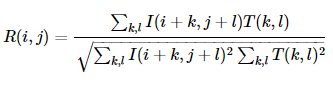 R(i, j) = \frac{\sum_{k,l} I(i + k, j + l)T(k, l)}{\sqrt{\sum_{k,l} I(i + k, j + l)^2 \sum_{k,l} T(k, l)^2}}